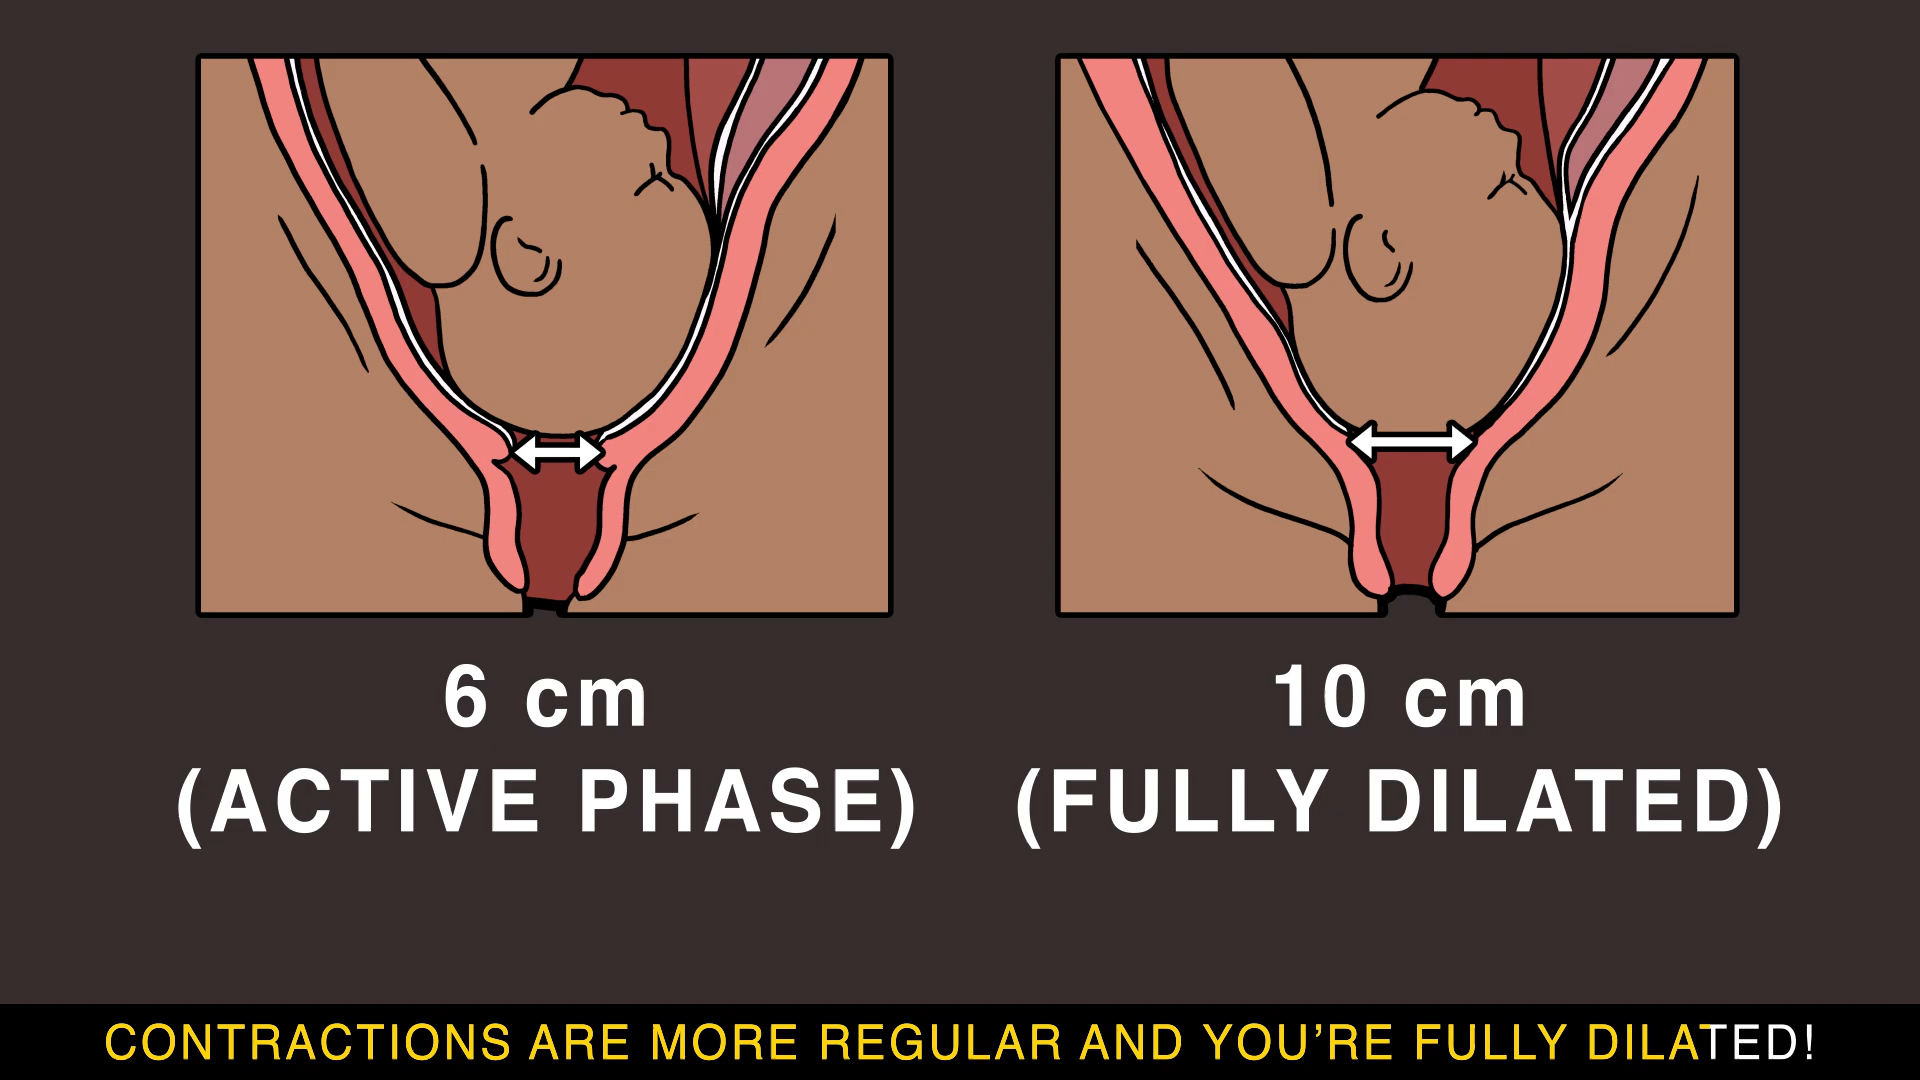 6 cm
(ACTIVE PHASE)
10 cm
(FULLY DILATED)
CONTRACTIONS ARE MORE REGULAR AND YOU’RE FULLY DILATED!